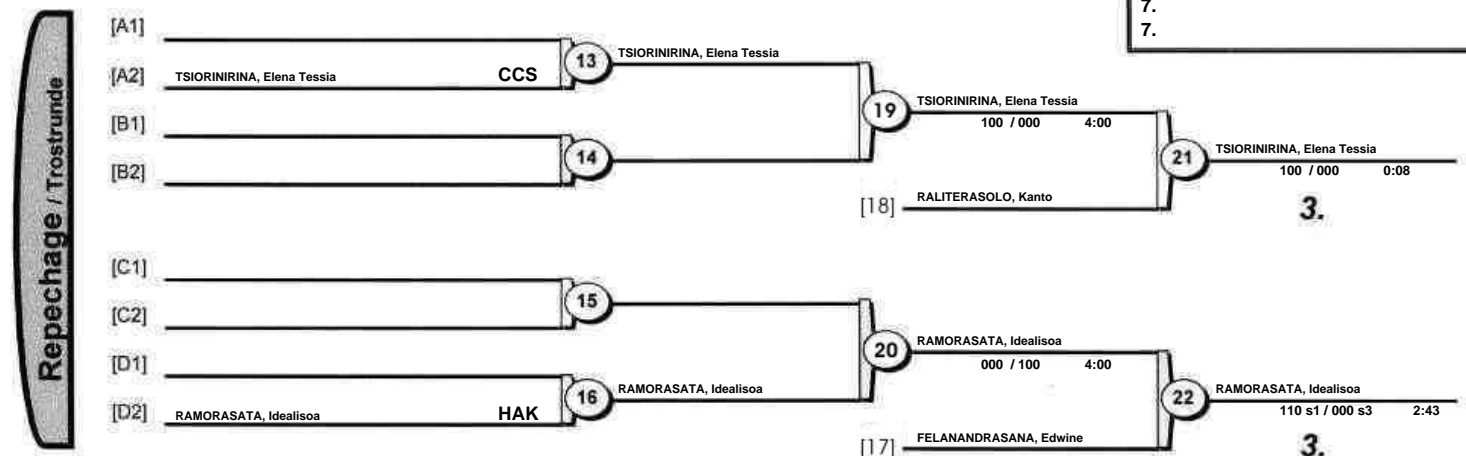 7.
7.
Repechage / Trostrunde
[A1]
[A2] TSIORINIRINA, Elena Tessia CCS
13 TSIORINIRINA, Elena Tessia
[B1]
[B2]
14
19 TSIORINIRINA, Elena Tessia
100 / 000 4:00
[18] RALITERASOLO, Kanto
21 TSIORINIRINA, Elena Tessia
100 / 000 0:08
3.
[C1]
[C2]
15
[D1]
[D2] RAMORASATA, Idealisoa HAK
16 RAMORASATA, Idealisoa
20 RAMORASATA, Idealisoa
000 / 100 4:00
[17] FELANANDRASANA, Edwine
22 RAMORASATA, Idealisoa
110 s1 / 000 s3 2:43
3.